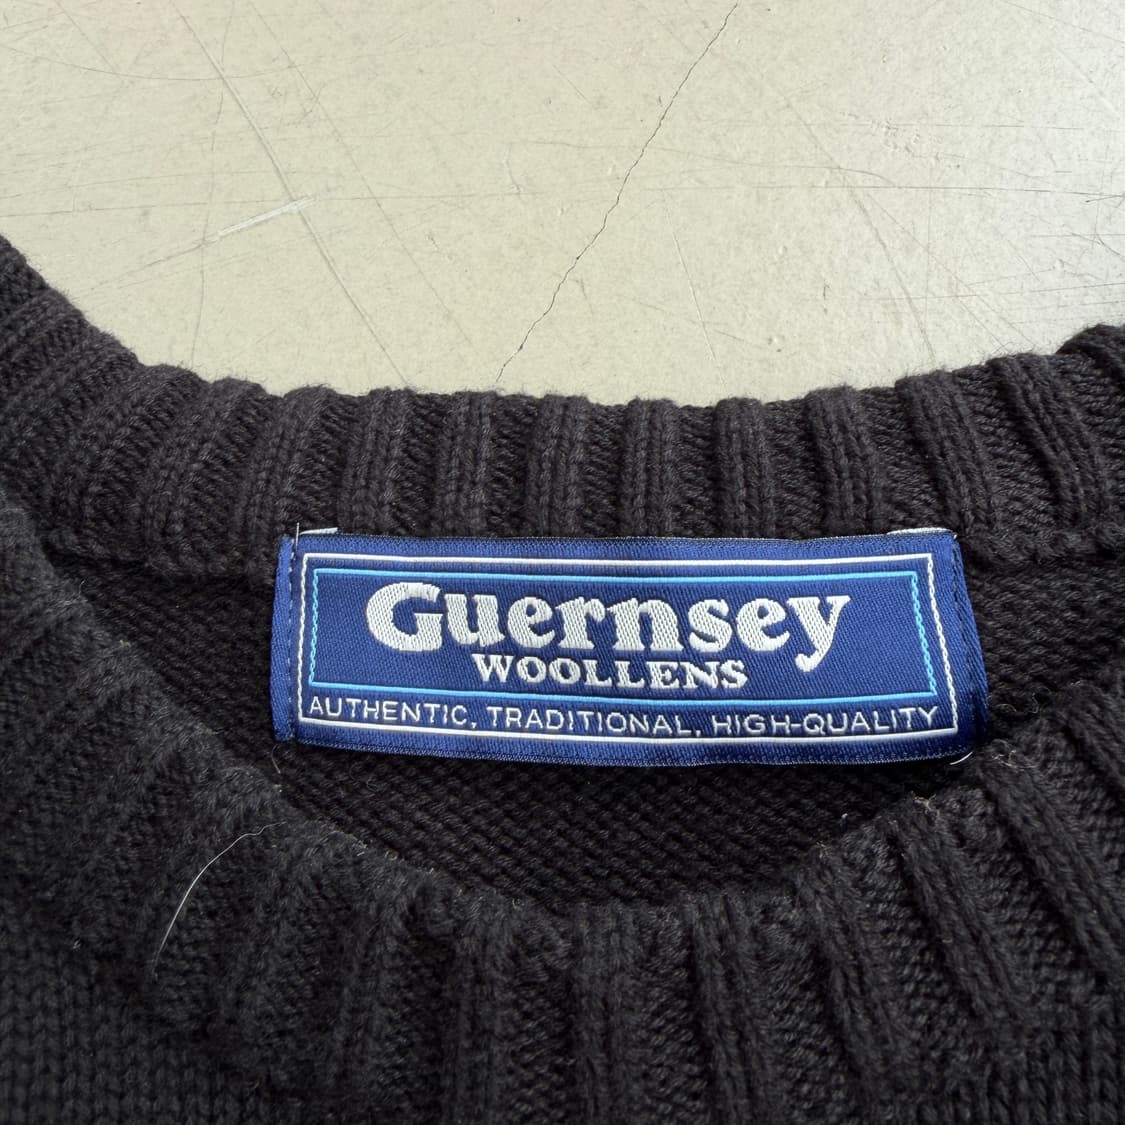 Guernsey
WOOLLENS
AUTHENTIC, TRADITIONAL, HIGH-QUALITY